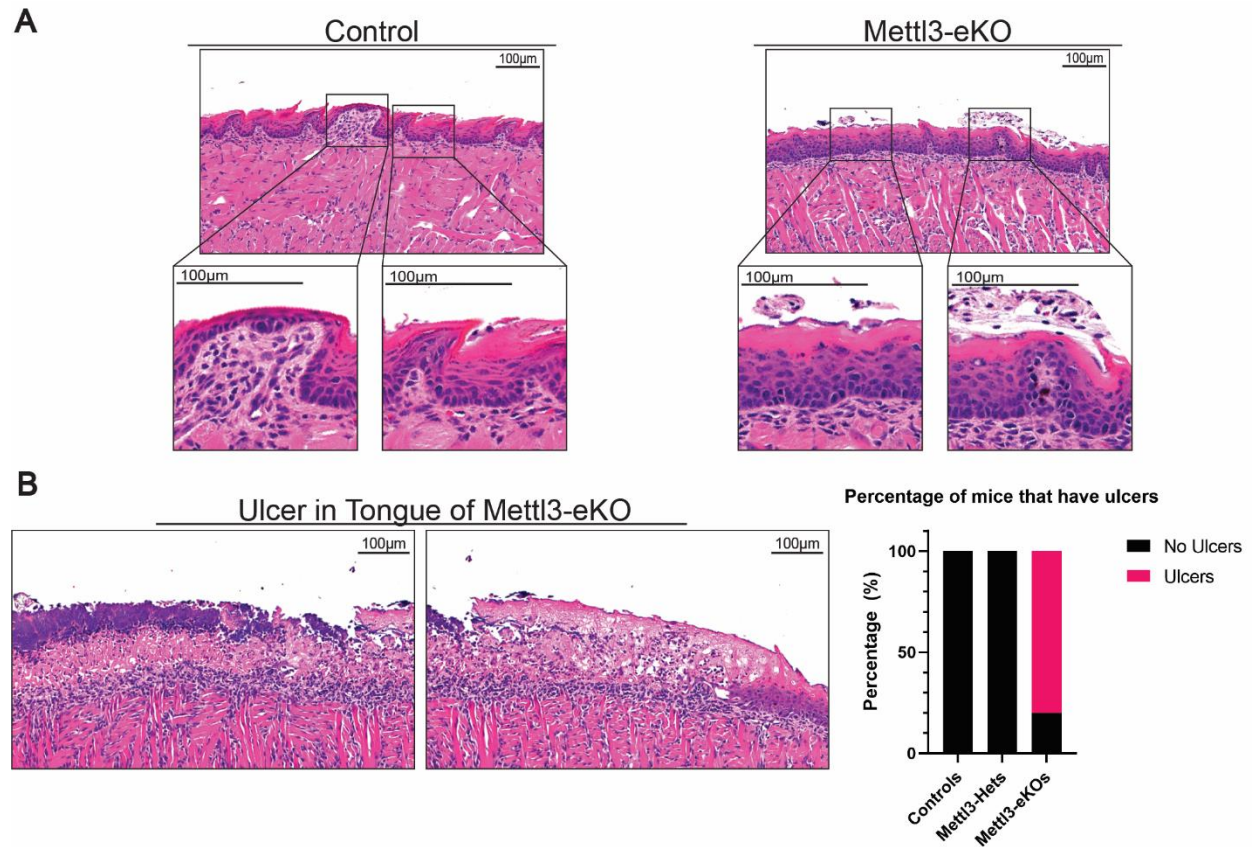 A
Control
100µm
100µm
100µm
Mettl3-eKO
100µm
100µm
100µm
B
Ulcer in Tongue of Mettl3-eKO
100µm
100µm
Percentage of mice that have ulcers
No Ulcers
Ulcers
Percentage (%)
100
50
0
Controls
Mettl3-Hets
Mettl3-eKOs